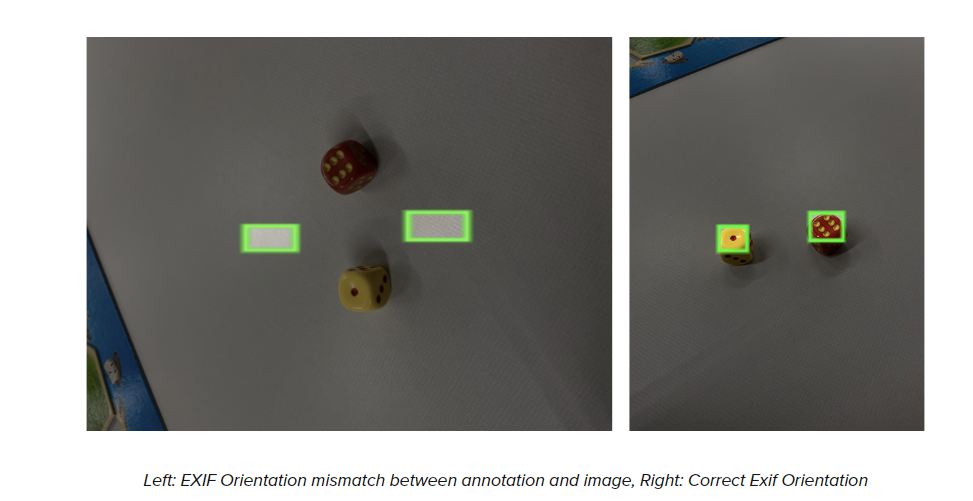 Left: EXIF Orientation mismatch between annotation and image, Right: Correct Exif Orientation